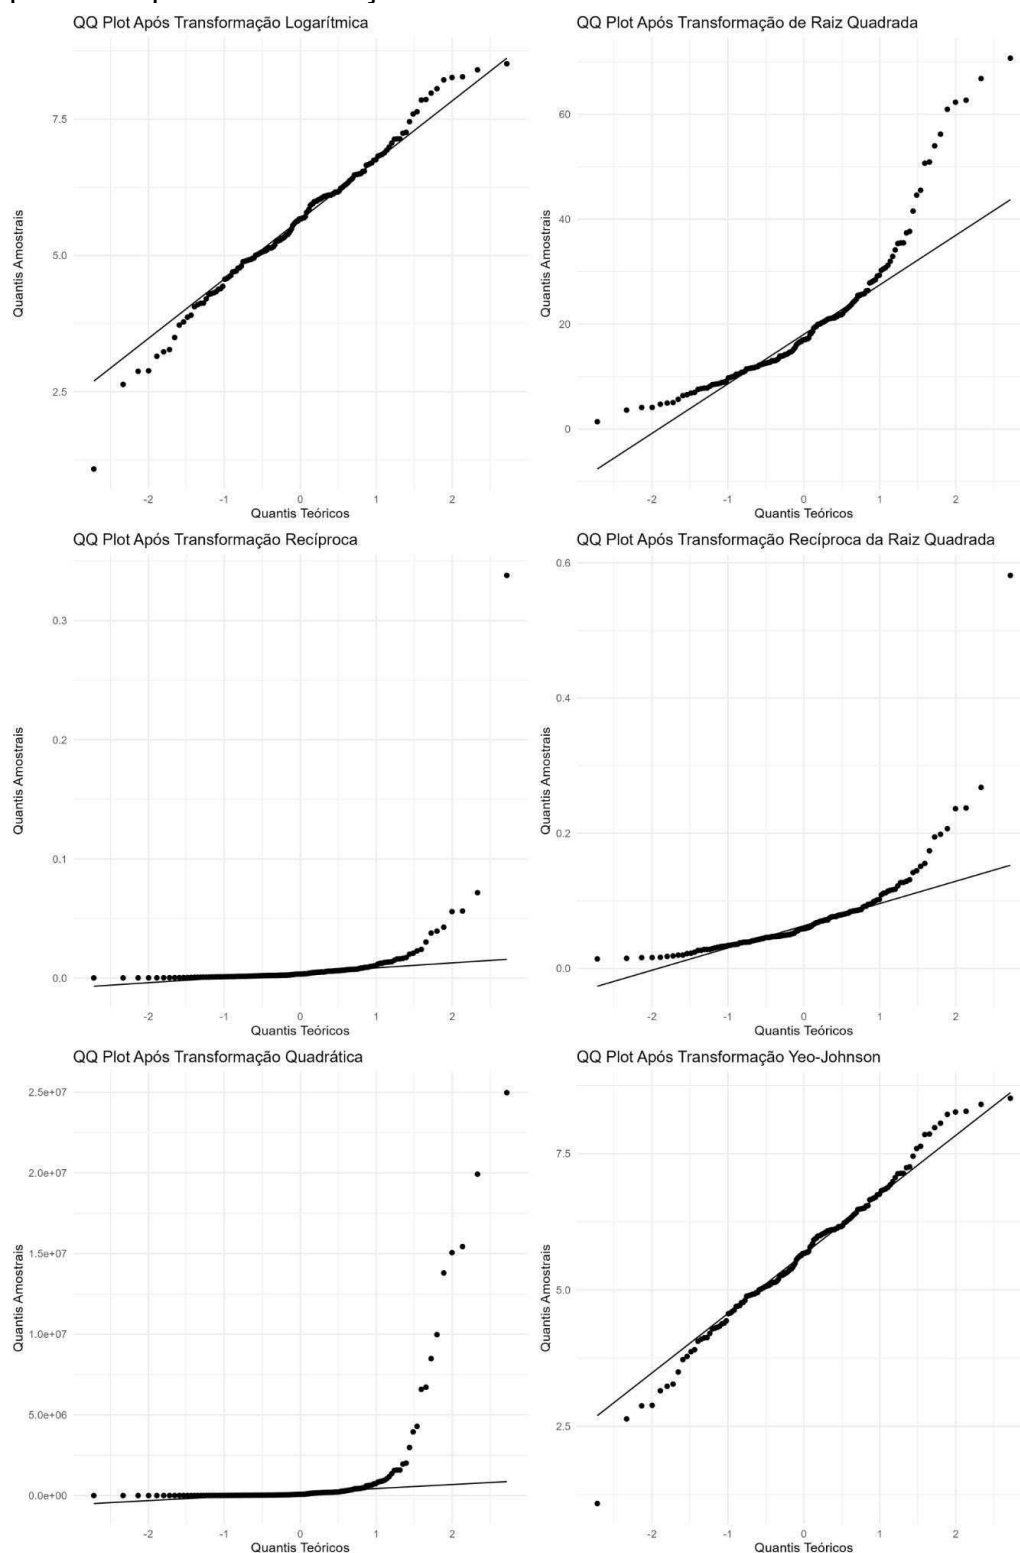 QQ Plot Após Transformação Logarítmica
7.5
5.0
2.5
Quantis Amostrais
-2 -1 0 1 2
Quantis Teóricos
QQ Plot Após Transformação de Raiz Quadrada
60
40
20
0
Quantis Amostrais
-2 -1 0 1 2
Quantis Teóricos
QQ Plot Após Transformação Recíproca
0.3
0.2
0.1
0.0
Quantis Amostrais
-2 -1 0 1 2
Quantis Teóricos
QQ Plot Após Transformação Recíproca da Raiz Quadrada
0.6
0.4
0.2
0.0
Quantis Amostrais
-2 -1 0 1 2
Quantis Teóricos
QQ Plot Após Transformação Quadrática
2.5e+07
2.0e+07
1.5e+07
1.0e+07
5.0e+06
0.0e+00
Quantis Amostrais
-2 -1 0 1 2
Quantis Teóricos
QQ Plot Após Transformação Yeo-Johnson
7.5
5.0
2.5
Quantis Amostrais
-2 -1 0 1 2
Quantis Teóricos